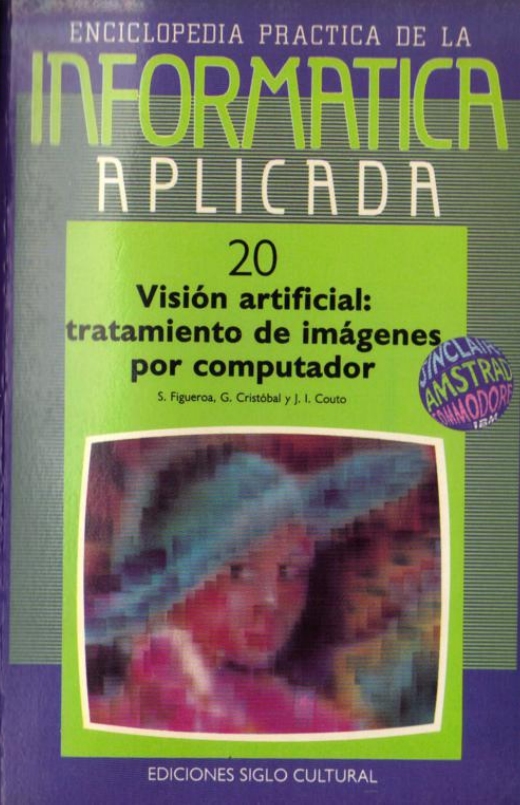 ENCICLOPEDIA PRACTICA DE LA
INFORMATICA
APLICADA
20
Visión artificial:
tratamiento de imágenes
por computador
S. Figueroa, G. Cristóbal y J. I. Couto
SINCLAIR
AMSTRAD
COMMODORE
IBM
EDICIONES SIGLO CULTURAL